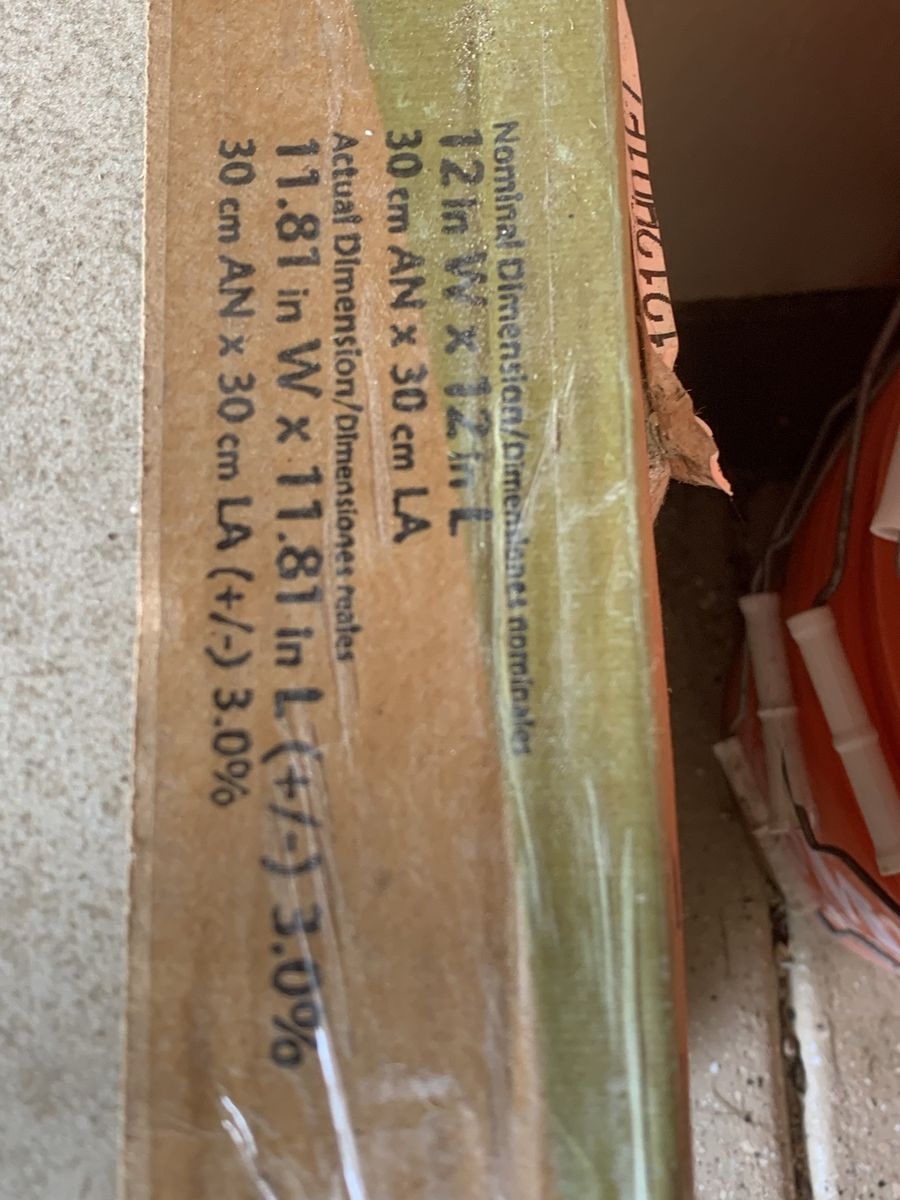 Nominal Dimension/Dimensiones nominales
12 in W x 12 in L
30 cm AN x 30 cm LA
Actual Dimension/Dimensiones reales
11.81 in W x 11.81 in L (+/-) 3.0%
30 cm AN x 30 cm LA (+/-) 3.0%